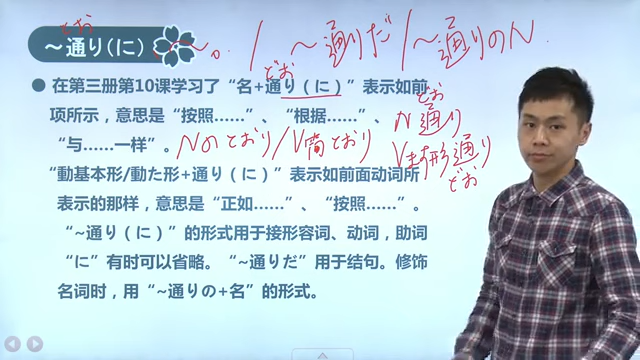 とお
～通り(に) ～。/ ～通りだ/～通りのN.
● 在第三册第10课学习了“名+通り(に)”表示如前
とお
项所示，意思是“按照……”、“根据……”、
“与……一样”。 Nのとおり/V简とおり
とお
N通り
Vます形通り
どお
“動基本形/動た形+通り(に)”表示如前面动词所
表示的那样，意思是“正如……”、“按照……”。
“~通り(に)”的形式用于接形容词、动词，助词
“に”有时可以省略。“~通りだ”用于结句。修饰
名词时，用“~通りの+名”的形式。